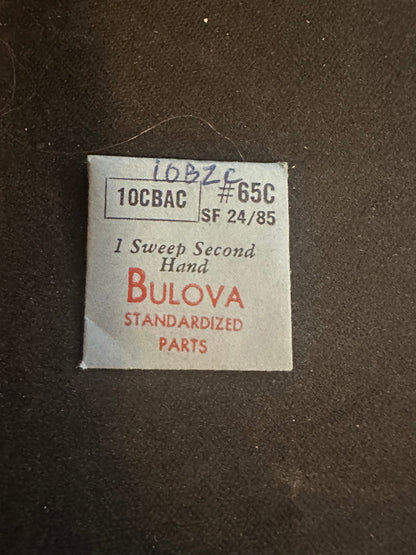 10BZC
10CBAC #65C
SF 24/85
1 Sweep Second
Hand
BULOVA
STANDARDIZED
PARTS